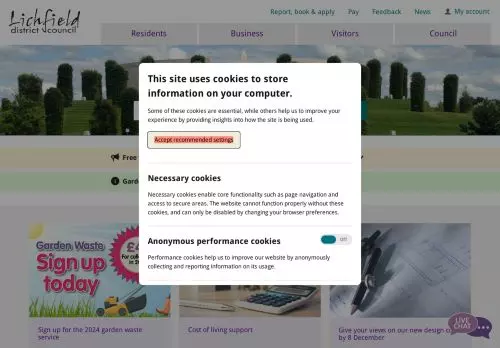 Lichfield
district council
Report, book & apply
Pay
Feedback
News
My account
Residents
Business
Visitors
Council
This site uses cookies to store
information on your computer.
Some of these cookies are essential, while others help us to improve your
experience by providing insights into how the site is being used.
Accept recommended settings
Necessary cookies
Necessary cookies enable core functionality such as page navigation and
access to secure areas. The website cannot function properly without these
cookies, and can only be disabled by changing your browser preferences.
Anonymous performance cookies
Off
Performance cookies help us to improve our website by anonymously
collecting and reporting information on its usage.
Free
Garde
Garden Waste
Sign up
today
£4
For colle
in
Sign up for the 2024 garden waste
service
Cost of living support
Give your views on our new design c
by 8 December
LIVE
CHAT